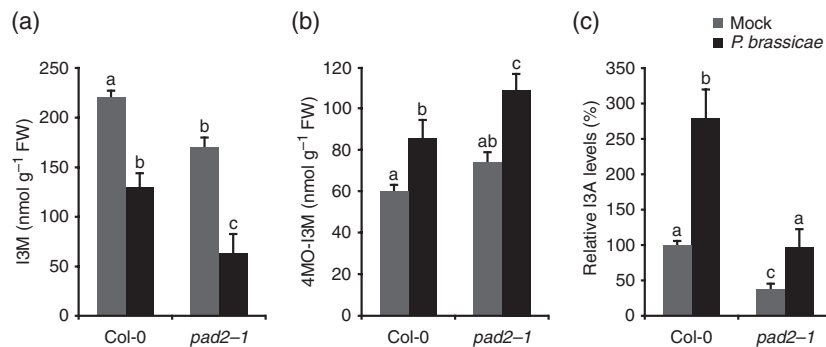 (a)
I3M (nmol g⁻¹ FW)
250
200
150
100
50
0
a
b
b
c
Col-0
pad2–1
(b)
4MO-I3M (nmol g⁻¹ FW)
120
100
80
60
40
20
0
a
b
ab
c
Col-0
pad2–1
(c)
Mock
P. brassicae
Relative I3A levels (%)
350
300
250
200
150
100
50
0
a
b
c
a
Col-0
pad2–1